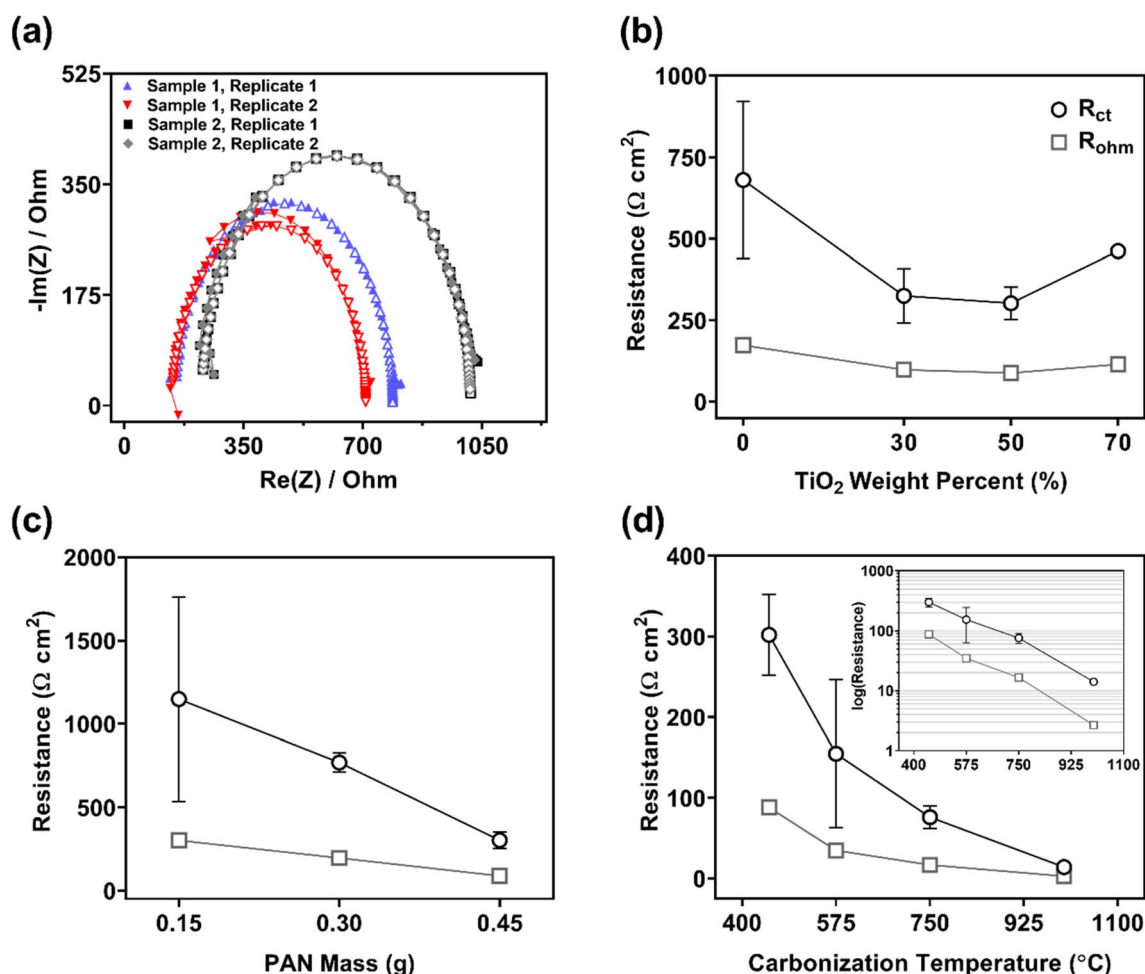 (a)
525
350
175
0
-Im(Z) / Ohm
Sample 1, Replicate 1
Sample 1, Replicate 2
Sample 2, Replicate 1
Sample 2, Replicate 2
0 350 700 1050
Re(Z) / Ohm
(b)
1000
750
500
250
0
Resistance (Ω cm²)
R_ct
R_ohm
0 30 50 70
TiO₂ Weight Percent (%)
(c)
2000
1500
1000
500
0
Resistance (Ω cm²)
0.15 0.30 0.45
PAN Mass (g)
(d)
400
300
200
100
0
Resistance (Ω cm²)
1000
100
10
1
log(Resistance)
400 575 750 925 1100
400 575 750 925 1100
Carbonization Temperature (°C)